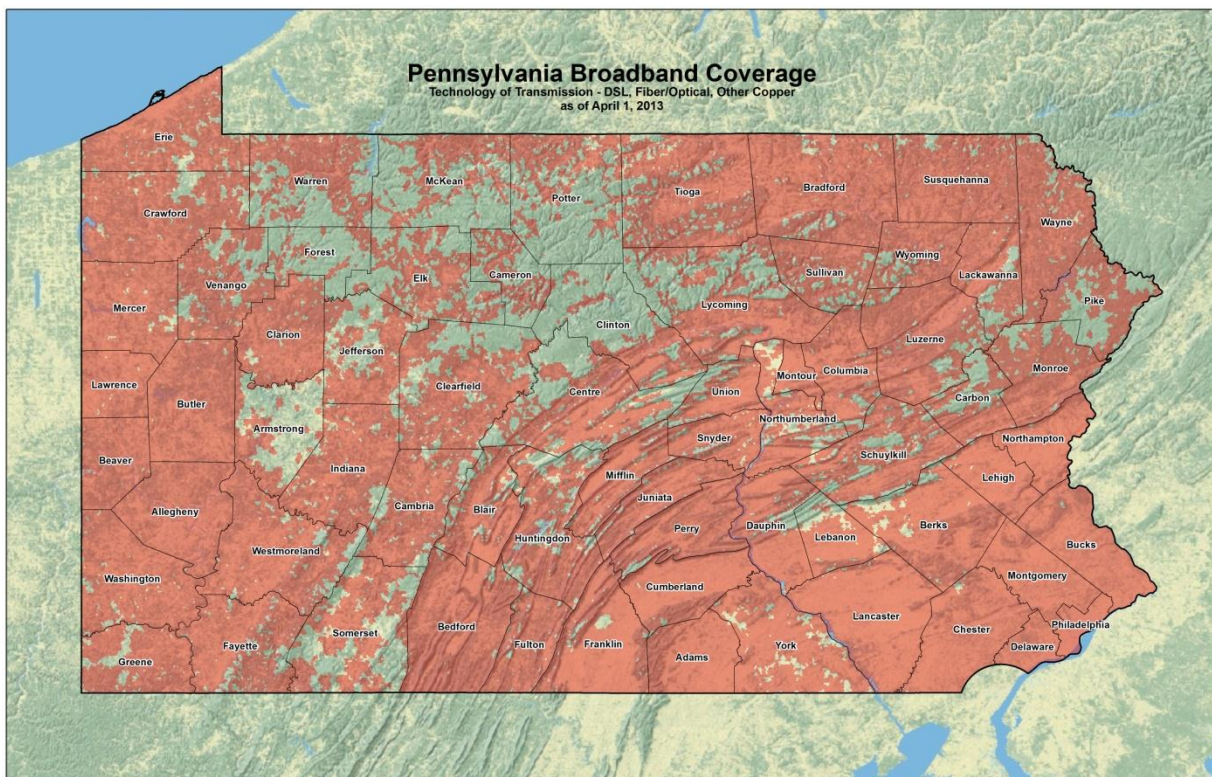 Pennsylvania Broadband Coverage
Technology of Transmission - DSL, Fiber/Optical, Other Copper
as of April 1, 2013
Erie
Warren
McKean
Potter
Tioga
Bradford
Susquehanna
Wayne
Crawford
Forest
Venango
Elk
Cameron
Sullivan
Wyoming
Lackawanna
Pike
Mercer
Clarion
Jefferson
Clinton
Lycoming
Luzerne
Monroe
Lawrence
Butler
Clearfield
Centre
Union
Montour
Columbia
Carbon
Armstrong
Northumberland
Northampton
Beaver
Indiana
Snyder
Schuylkill
Lehigh
Allegheny
Cambria
Blair
Mifflin
Juniata
Huntingdon
Perry
Dauphin
Lebanon
Berks
Bucks
Westmoreland
Washington
Cumberland
Montgomery
Philadelphia
Greene
Fayette
Somerset
Bedford
Fulton
Franklin
Adams
York
Lancaster
Chester
Delaware